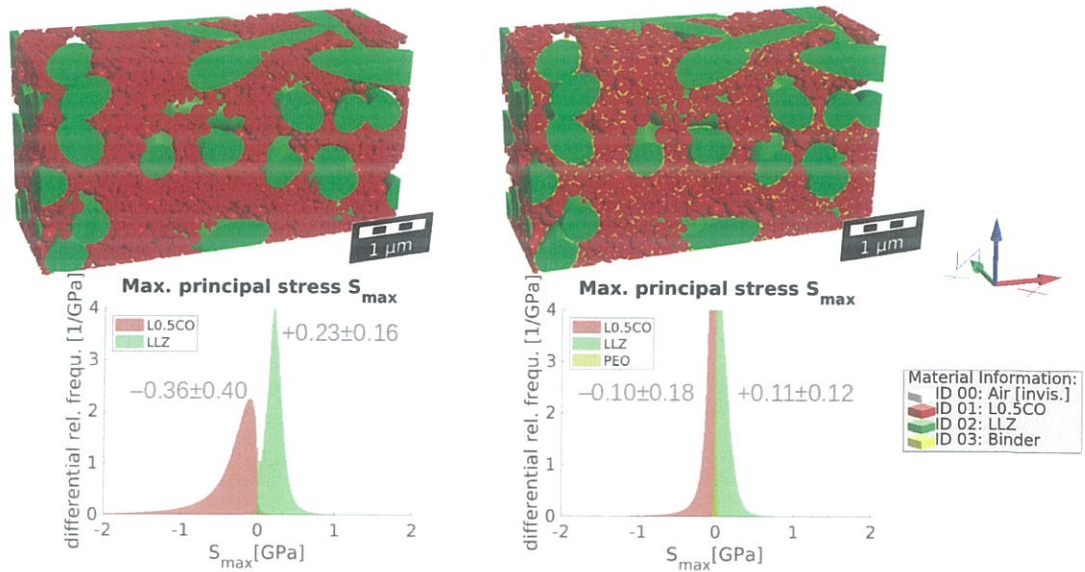 1 µm
1 µm
Max. principal stress Smax
differential rel. frequ. [1/GPa]
4
3
2
1
0
L0.5CO
LLZ
+0.23±0.16
−0.36±0.40
-2
-1
0
1
2
Smax[GPa]
Max. principal stress Smax
differential rel. frequ. [1/GPa]
4
3
2
1
0
L0.5CO
LLZ
PEO
−0.10±0.18
+0.11±0.12
-2
-1
0
1
2
Smax[GPa]
Material Information:
ID 00: Air [invis.]
ID 01: L0.5CO
ID 02: LLZ
ID 03: Binder